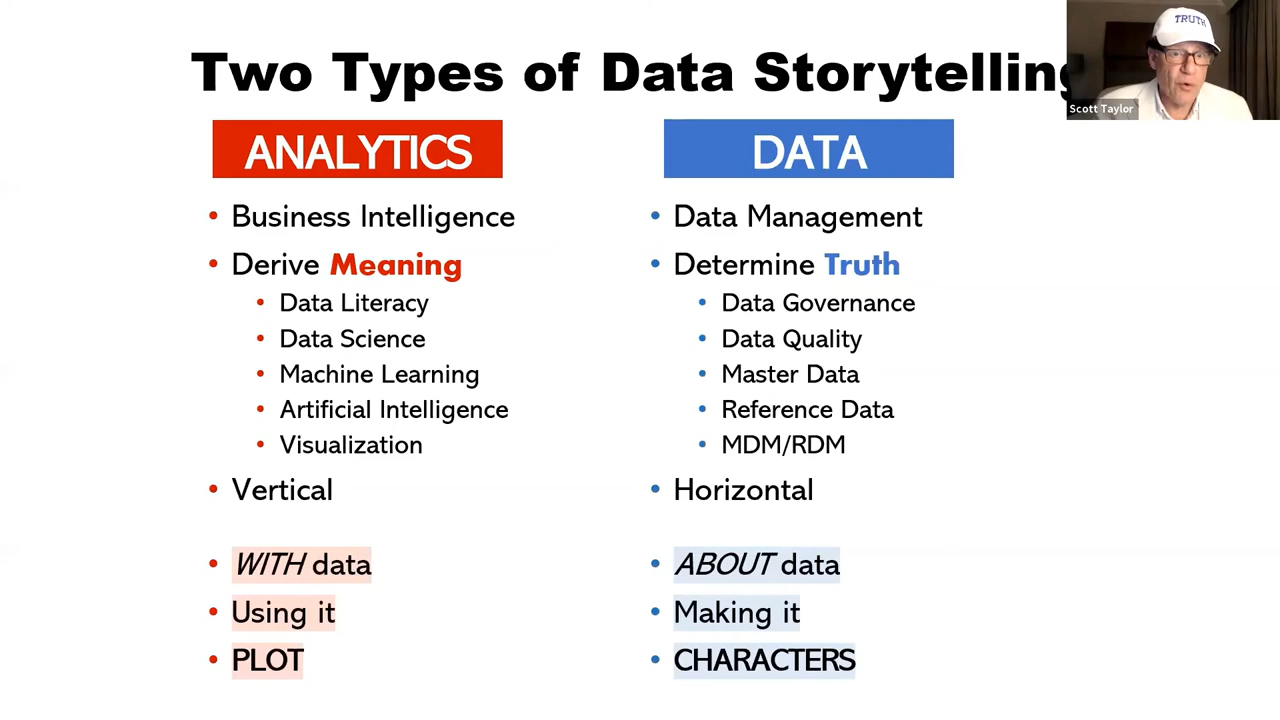 Two Types of Data Storytelling
TRUTH
Scott Taylor
ANALYTICS
• Business Intelligence
• Derive Meaning
• Data Literacy
• Data Science
• Machine Learning
• Artificial Intelligence
• Visualization
• Vertical
• WITH data
• Using it
• PLOT
DATA
• Data Management
• Determine Truth
• Data Governance
• Data Quality
• Master Data
• Reference Data
• MDM/RDM
• Horizontal
• ABOUT data
• Making it
• CHARACTERS